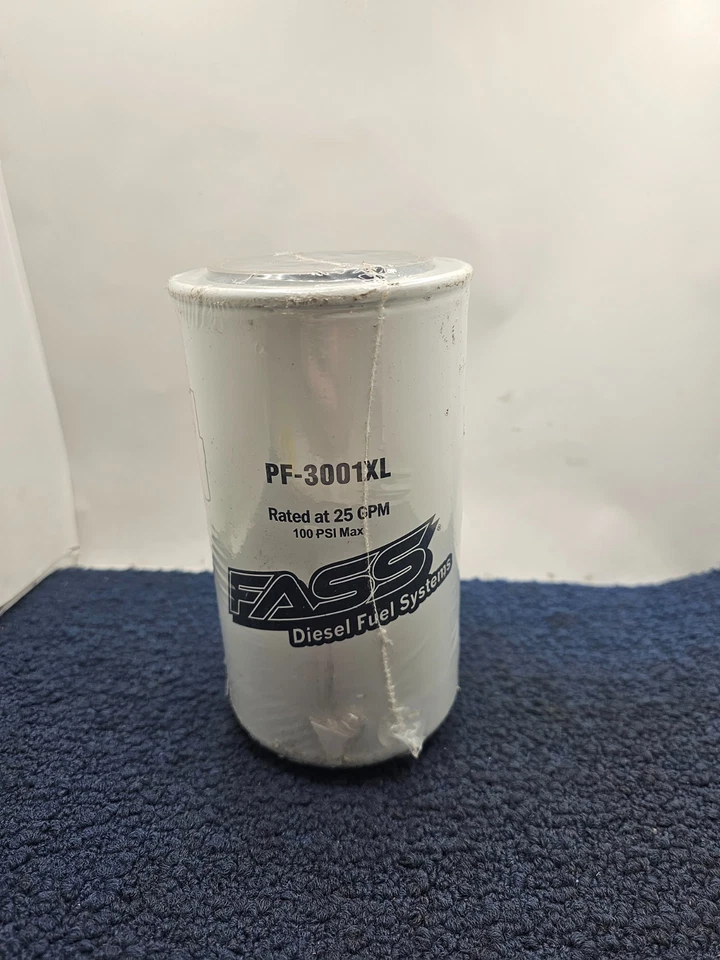 PF-3001XL
Rated at 25 GPM
100 PSI Max
FASS®
Diesel Fuel Systems